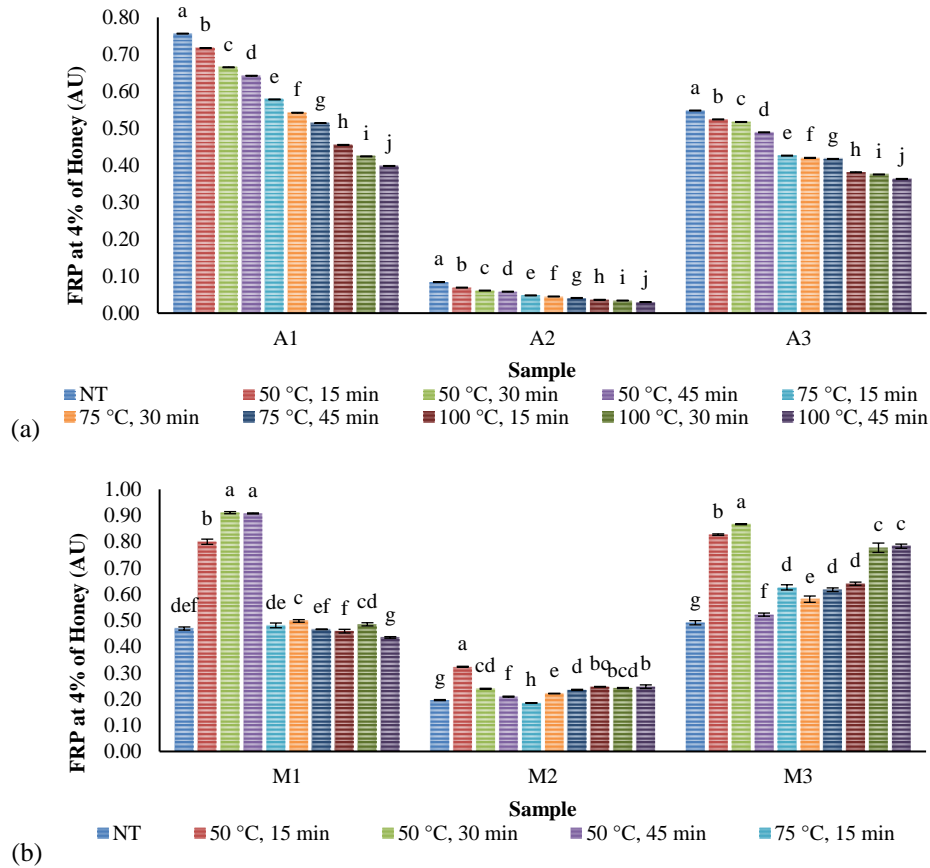 a
b
c
d
e
f
g
h
i
j
a
b
c
d
e
f
g
h
i
j
a
b
c
d
e
f
g
h
i
j
0.80
0.70
0.60
0.50
0.40
0.30
0.20
0.10
0.00
FRP at 4% of Honey (AU)
A1 A2 A3
Sample
NT 50 °C, 15 min 50 °C, 30 min 50 °C, 45 min 75 °C, 15 min
75 °C, 30 min 75 °C, 45 min 100 °C, 15 min 100 °C, 30 min 100 °C, 45 min
(a)
def
b
a
a
de
c
ef
f
cd
g
g
a
cd
f
h
e
d
bc
bcd
b
g
b
a
f
d
e
d
d
c
c
1.00
0.90
0.80
0.70
0.60
0.50
0.40
0.30
0.20
0.10
0.00
FRP at 4% of Honey (AU)
M1 M2 M3
Sample
NT 50 °C, 15 min 50 °C, 30 min 50 °C, 45 min 75 °C, 15 min
(b)